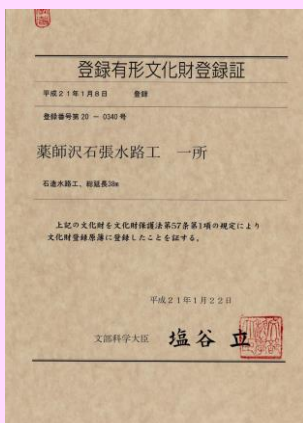 登録有形文化財登録証
平成21年1月8日 登録
登録番号第20－0340号
薬師沢石張水路工 一所
石造水路工、総延長38m
上記の文化財を文化財保護法第57条第1項の規定により
文化財登録原簿に登録したことを証する。
平成21年1月22日
文部科学大臣 塩谷立